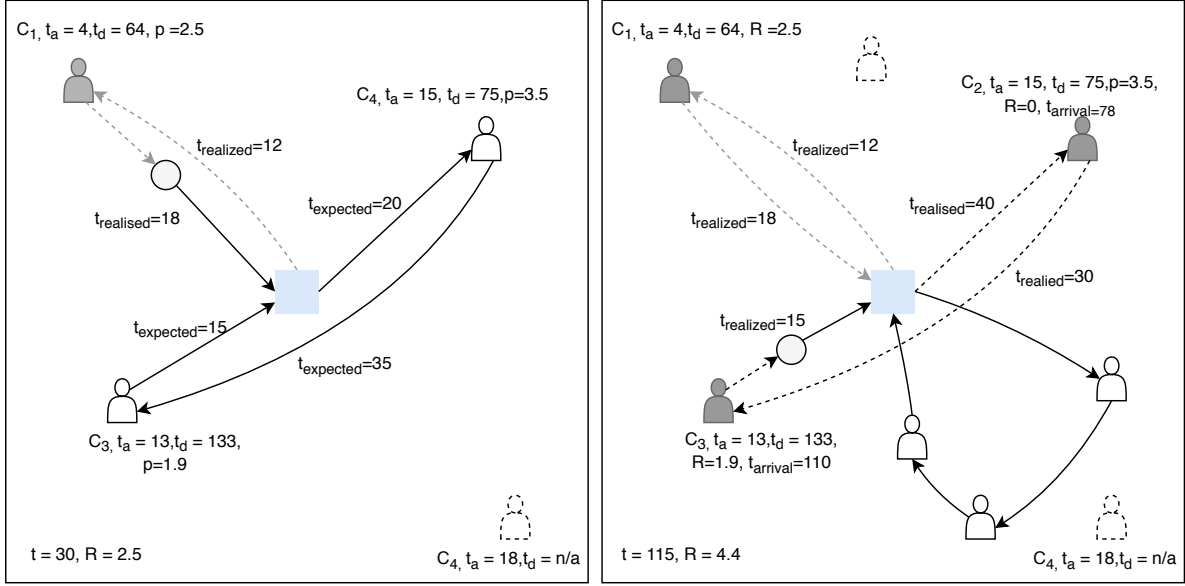 C1, ta = 4,td = 64, p =2.5
C4, ta = 15, td = 75,p=3.5
trealized=12
trealised=18
texpected=20
texpected=15
texpected=35
C3, ta = 13,td = 133,
p=1.9
t = 30, R = 2.5
C4, ta = 18,td = n/a
C1, ta = 4,td = 64, R =2.5
C2, ta = 15, td = 75,p=3.5,
R=0, tarrival=78
trealized=12
trealised=40
trealized=18
trealied=30
trealized=15
C3, ta = 13,td = 133,
R=1.9, tarrival=110
t = 115, R = 4.4
C4, ta = 18,td = n/a